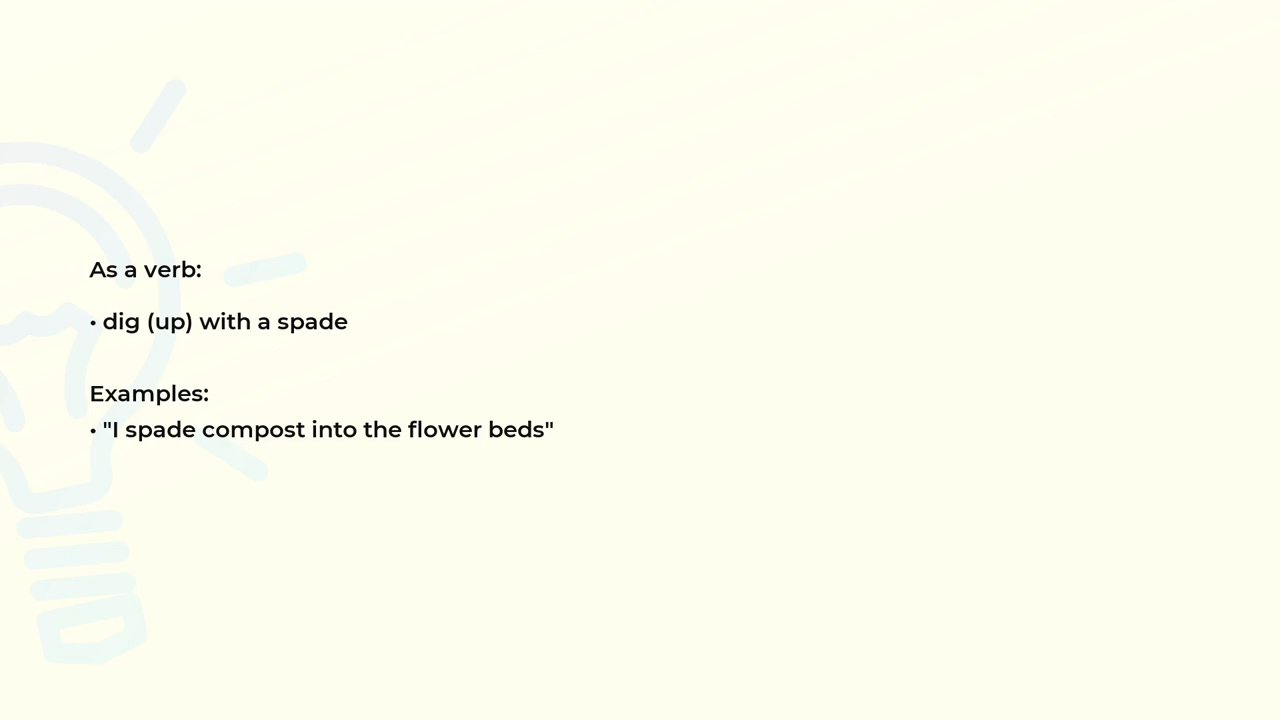 As a verb:
• dig (up) with a spade
Examples:
• "I spade compost into the flower beds"